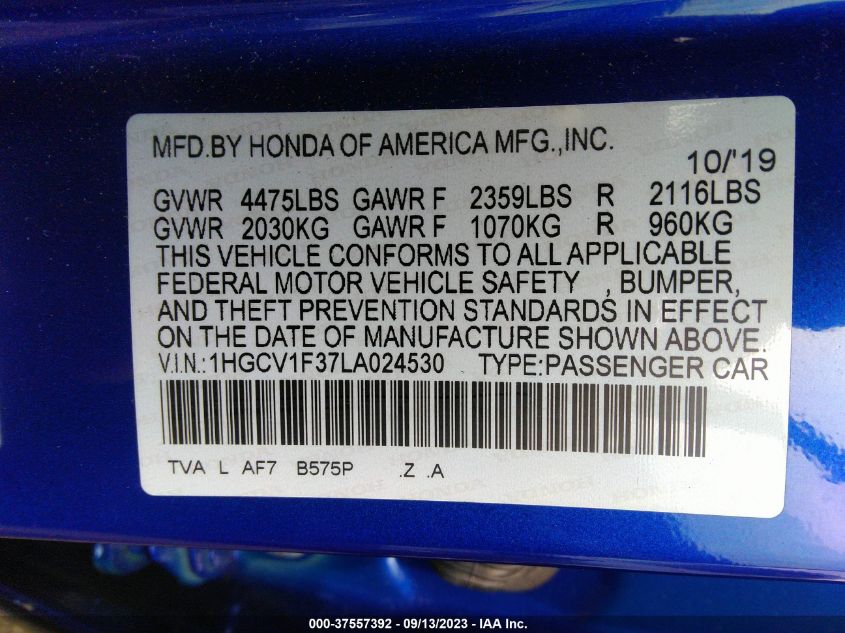 MFD.BY HONDA OF AMERICA MFG.,INC.
10/'19
GVWR 4475LBS GAWR F 2359LBS R 2116LBS
GVWR 2030KG GAWR F 1070KG R 960KG
THIS VEHICLE CONFORMS TO ALL APPLICABLE
FEDERAL MOTOR VEHICLE SAFETY , BUMPER,
AND THEFT PREVENTION STANDARDS IN EFFECT
ON THE DATE OF MANUFACTURE SHOWN ABOVE.
V.I.N.:1HGCV1F37LA024530 TYPE:PASSENGER CAR
TVA L AF7 B575P .Z .A
000-37557392 - 09/13/2023 - IAA Inc.